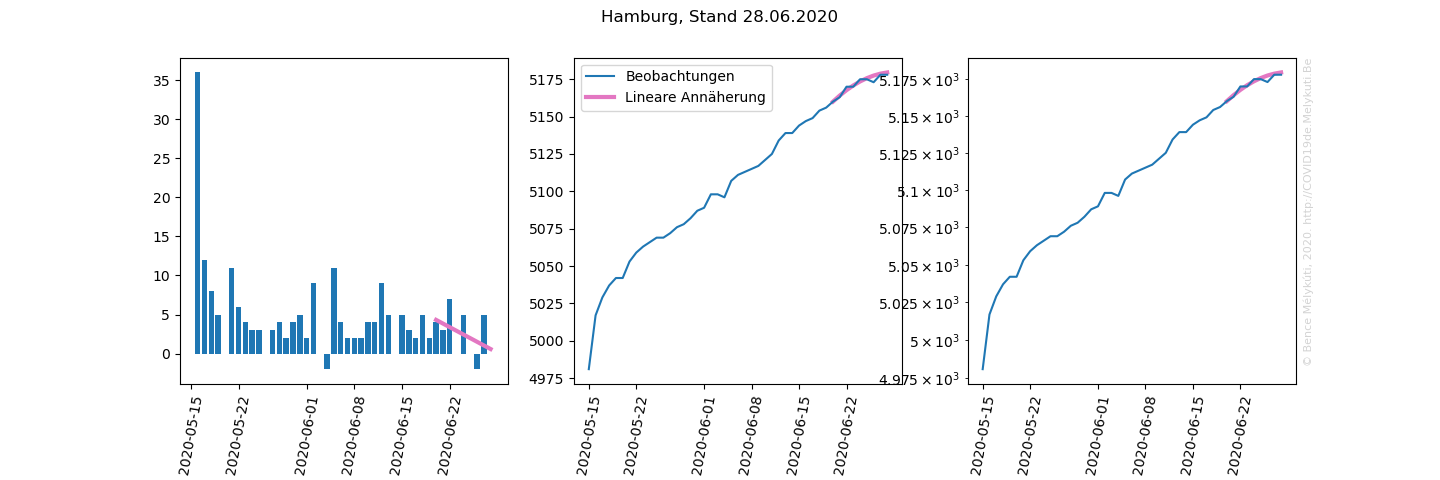 Hamburg, Stand 28.06.2020
35
30
25
20
15
10
5
0
2020-05-15
2020-05-22
2020-06-01
2020-06-08
2020-06-15
2020-06-22
Beobachtungen
Lineare Annäherung
5175
5150
5125
5100
5075
5050
5025
5000
4975
2020-05-15
2020-05-22
2020-06-01
2020-06-08
2020-06-15
2020-06-22
5.175 × 10³
5.15 × 10³
5.125 × 10³
5.1 × 10³
5.075 × 10³
5.05 × 10³
5.025 × 10³
5 × 10³
4.975 × 10³
2020-05-15
2020-05-22
2020-06-01
2020-06-08
2020-06-15
2020-06-22
© Bence Mélykúti, 2020. http://COVID19de.Melykuti.Be